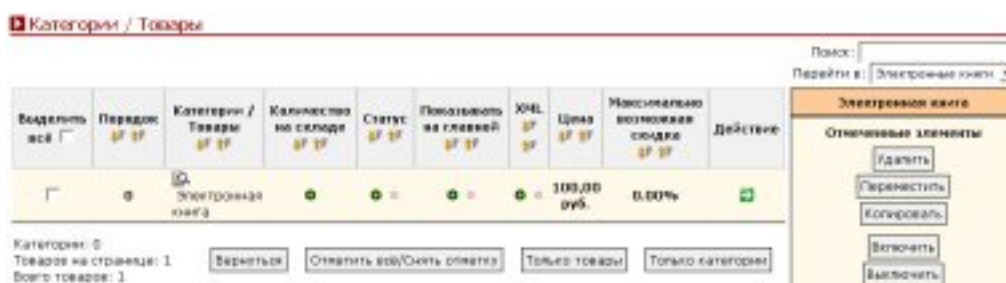 Категории / Товары
Поиск:
Перейти в: Электронные книги
Выделить всё
Порядок
Категории / Товары
Количество на складе
Статус
Показывать на главной
XML
Цена
Максимально возможная скидка
Действие
0
Электронная книга
100,00 руб.
0.00%
Категории: 0
Товаров на странице: 1
Всего товаров: 1
Вернуться
Отметить всё/Снять отметку
Только товары
Только категории
Электронная книга
Отмеченные элементы
Удалить
Переместить
Копировать
Включить
Выключить